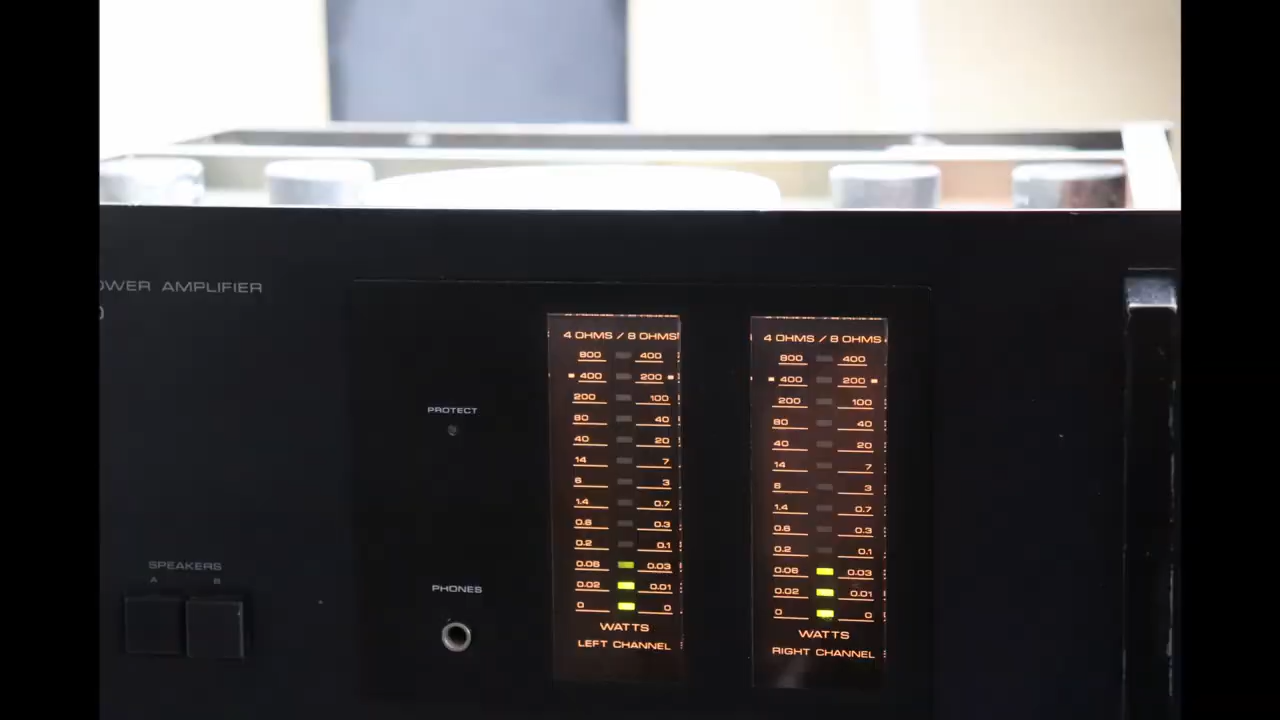 OWER AMPLIFIER
0
PROTECT
SPEAKERS
A B
PHONES
4 OHMS / 8 OHMS
800 400
400 200
200 100
80 40
40 20
14 7
6 3
1.4 0.7
0.6 0.3
0.2 0.1
0.06 0.03
0.02 0.01
0 0
WATTS
LEFT CHANNEL
4 OHMS / 8 OHMS
800 400
400 200
200 100
80 40
40 20
14 7
6 3
1.4 0.7
0.6 0.3
0.2 0.1
0.06 0.03
0.02 0.01
0 0
WATTS
RIGHT CHANNEL